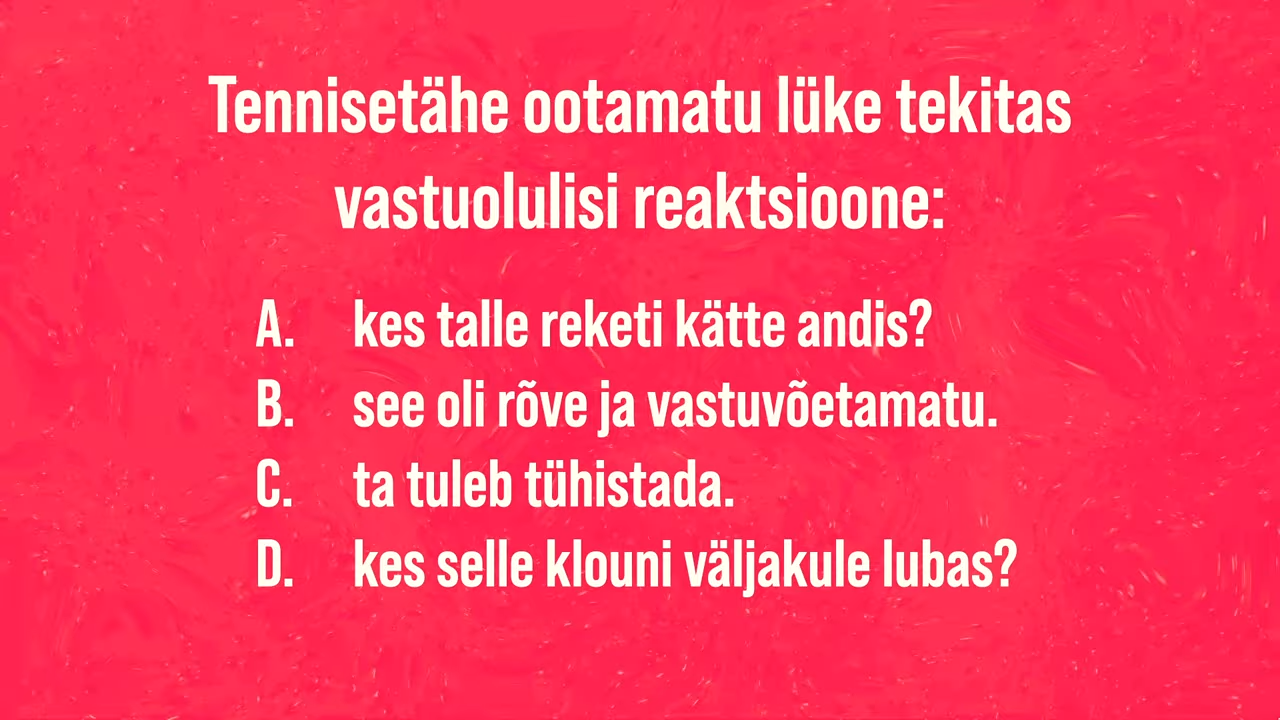 Tennisetähe ootamatu lüke tekitas
vastuolulisi reaktsioone:
A. kes talle reketi kätte andis?
B. see oli rõve ja vastuvõetamatu.
C. ta tuleb tühistada.
D. kes selle klouni väljakule lubas?